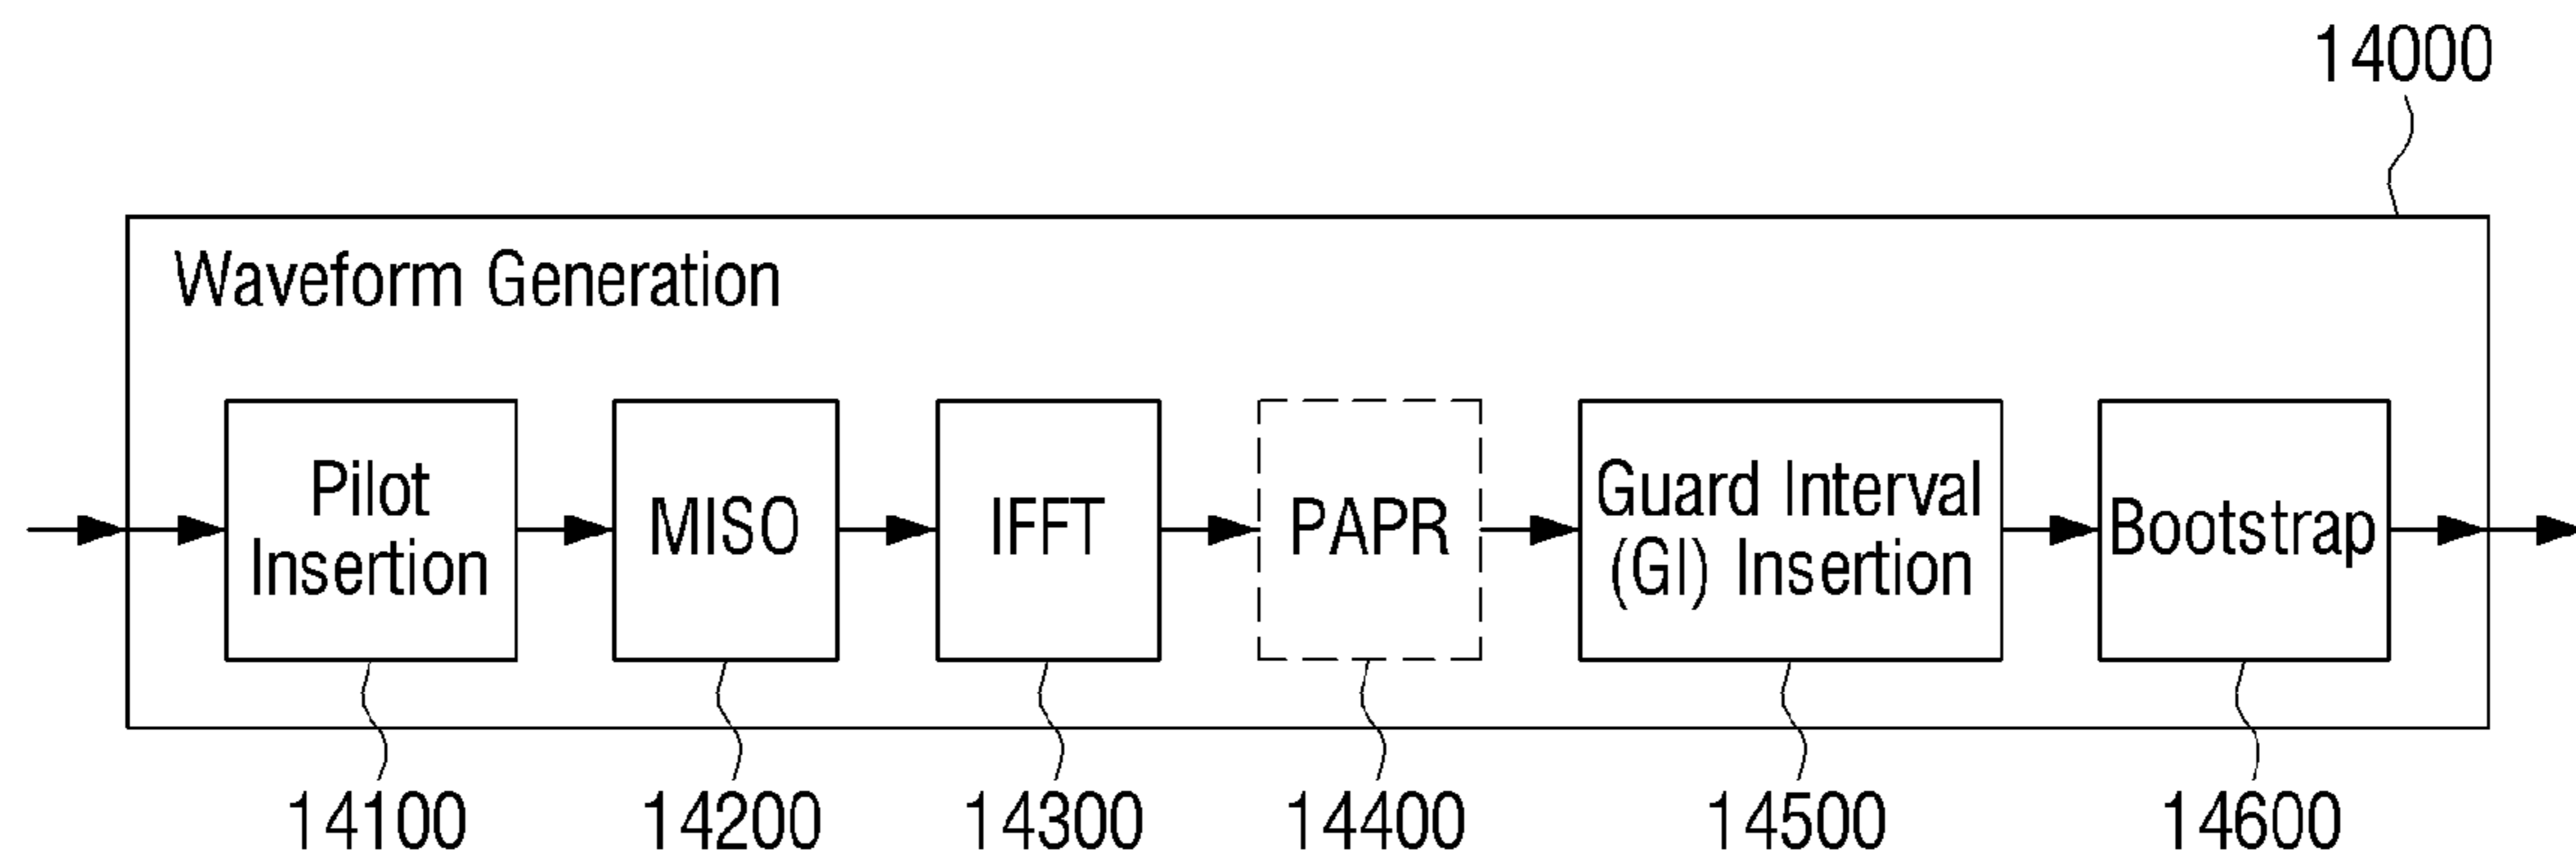 14000
Waveform Generation
Pilot
Insertion
MISO
IFFT
PAPR
Guard Interval
(GI) Insertion
Bootstrap
14100
14200
14300
14400
14500
14600